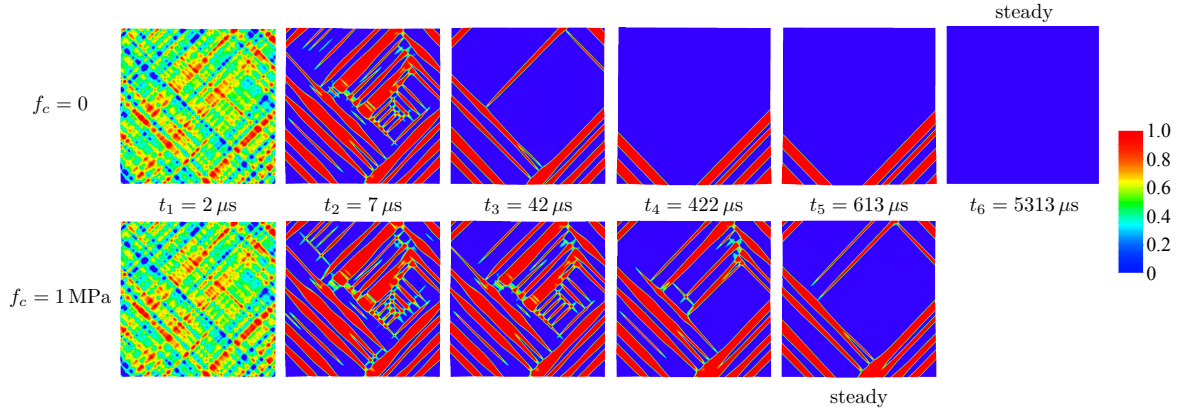 steady
f_c = 0
1.0
0.8
0.6
0.4
0.2
0
t_1 = 2 μs
t_2 = 7 μs
t_3 = 42 μs
t_4 = 422 μs
t_5 = 613 μs
t_6 = 5313 μs
f_c = 1 MPa
steady